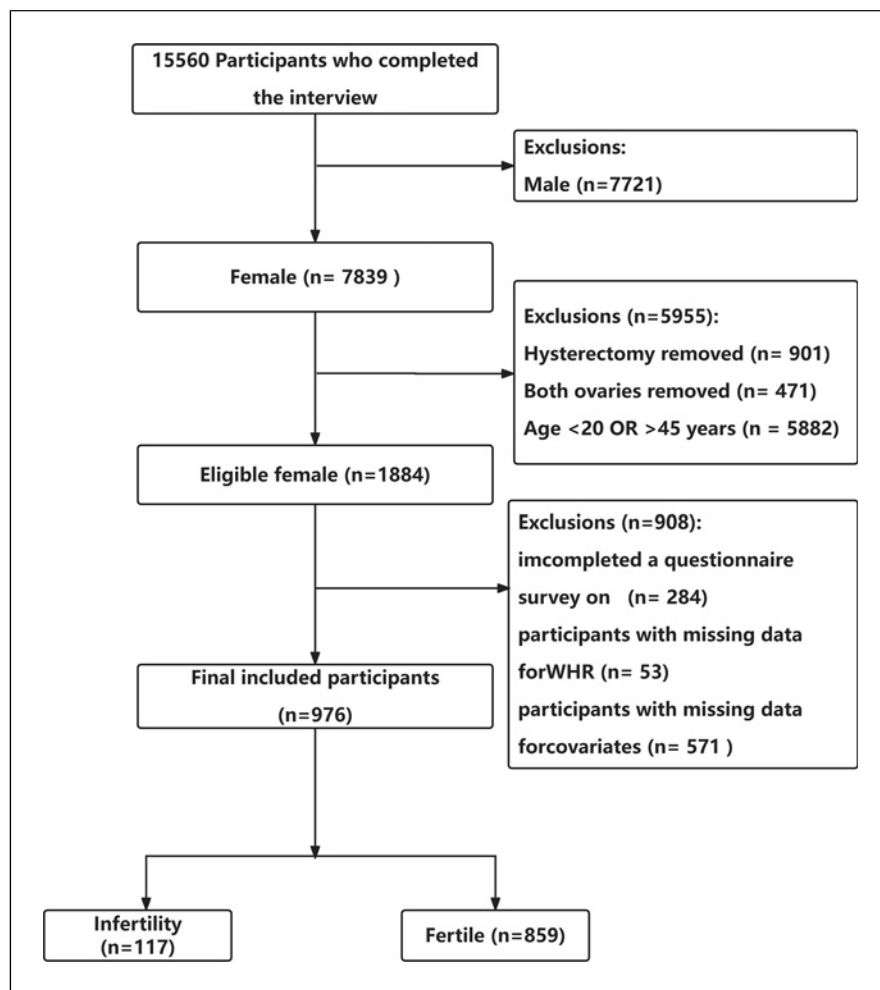 15560 Participants who completed
the interview
Exclusions:
Male (n=7721)
Female (n= 7839 )
Exclusions (n=5955):
Hysterectomy removed (n= 901)
Both ovaries removed (n= 471)
Age <20 OR >45 years (n = 5882)
Eligible female (n=1884)
Exclusions (n=908):
imcompleted a questionnaire
survey on (n= 284)
participants with missing data
forWHR (n= 53)
participants with missing data
forcovariates (n= 571 )
Final included participants
(n=976)
Infertility
(n=117)
Fertile (n=859)